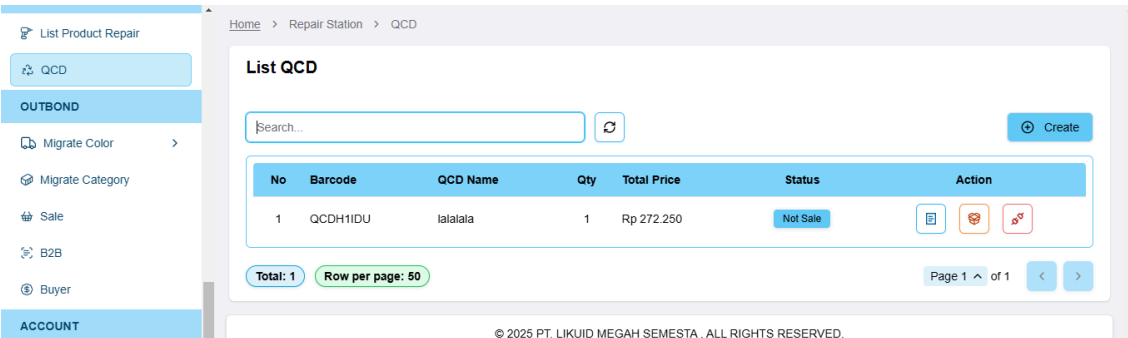 List Product Repair
QCD
OUTBOND
Migrate Color
Migrate Category
Sale
B2B
Buyer
ACCOUNT
Home > Repair Station > QCD
List QCD
Search...
Create
No Barcode QCD Name Qty Total Price Status Action
1 QCDH1IDU lalalala 1 Rp 272.250 Not Sale
Total: 1 Row per page: 50 Page 1 of 1
© 2025 PT. LIKUID MEGAH SEMESTA . ALL RIGHTS RESERVED.